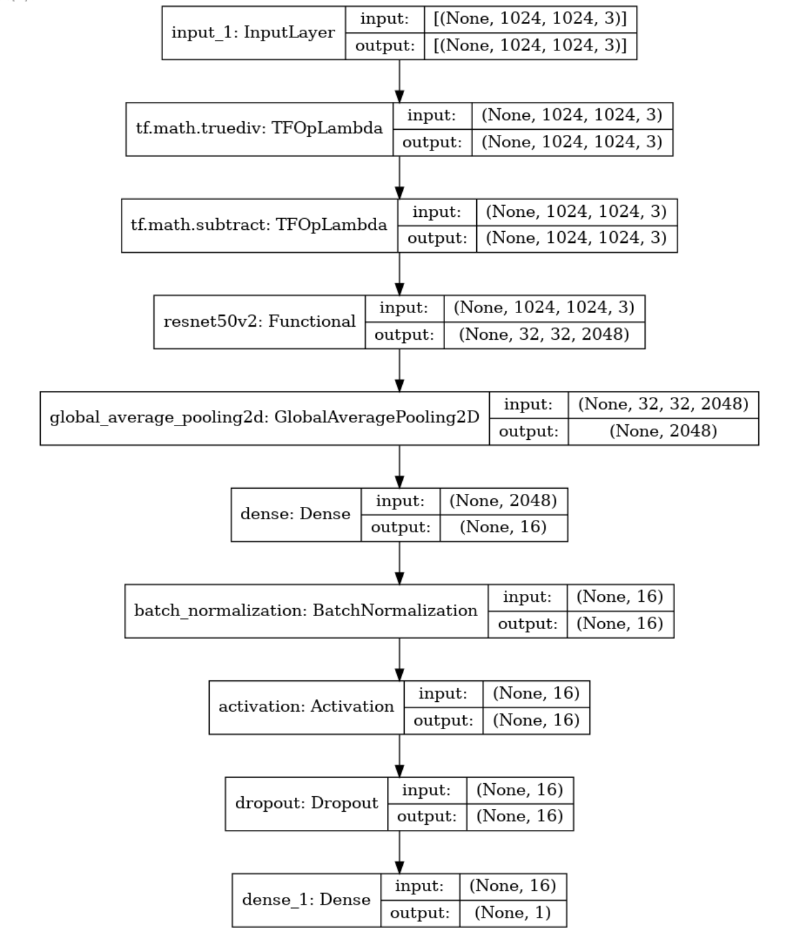 input_1: InputLayer
input: [(None, 1024, 1024, 3)]
output: [(None, 1024, 1024, 3)]
tf.math.truediv: TFOpLambda
input: (None, 1024, 1024, 3)
output: (None, 1024, 1024, 3)
tf.math.subtract: TFOpLambda
input: (None, 1024, 1024, 3)
output: (None, 1024, 1024, 3)
resnet50v2: Functional
input: (None, 1024, 1024, 3)
output: (None, 32, 32, 2048)
global_average_pooling2d: GlobalAveragePooling2D
input: (None, 32, 32, 2048)
output: (None, 2048)
dense: Dense
input: (None, 2048)
output: (None, 16)
batch_normalization: BatchNormalization
input: (None, 16)
output: (None, 16)
activation: Activation
input: (None, 16)
output: (None, 16)
dropout: Dropout
input: (None, 16)
output: (None, 16)
dense_1: Dense
input: (None, 16)
output: (None, 1)